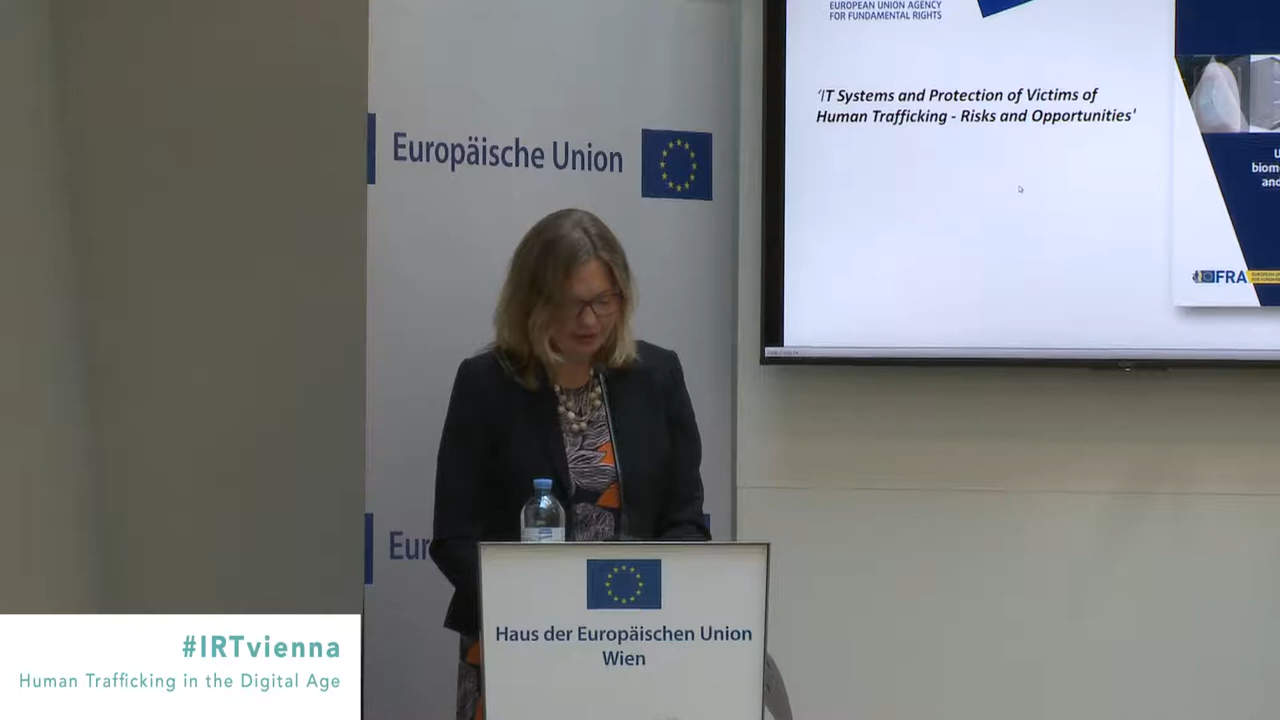 EUROPEAN UNION AGENCY
FOR FUNDAMENTAL RIGHTS
'IT Systems and Protection of Victims of
Human Trafficking - Risks and Opportunities'
FRA
Europäische Union
Eur
Haus der Europäischen Union
Wien
#IRTvienna
Human Trafficking in the Digital Age